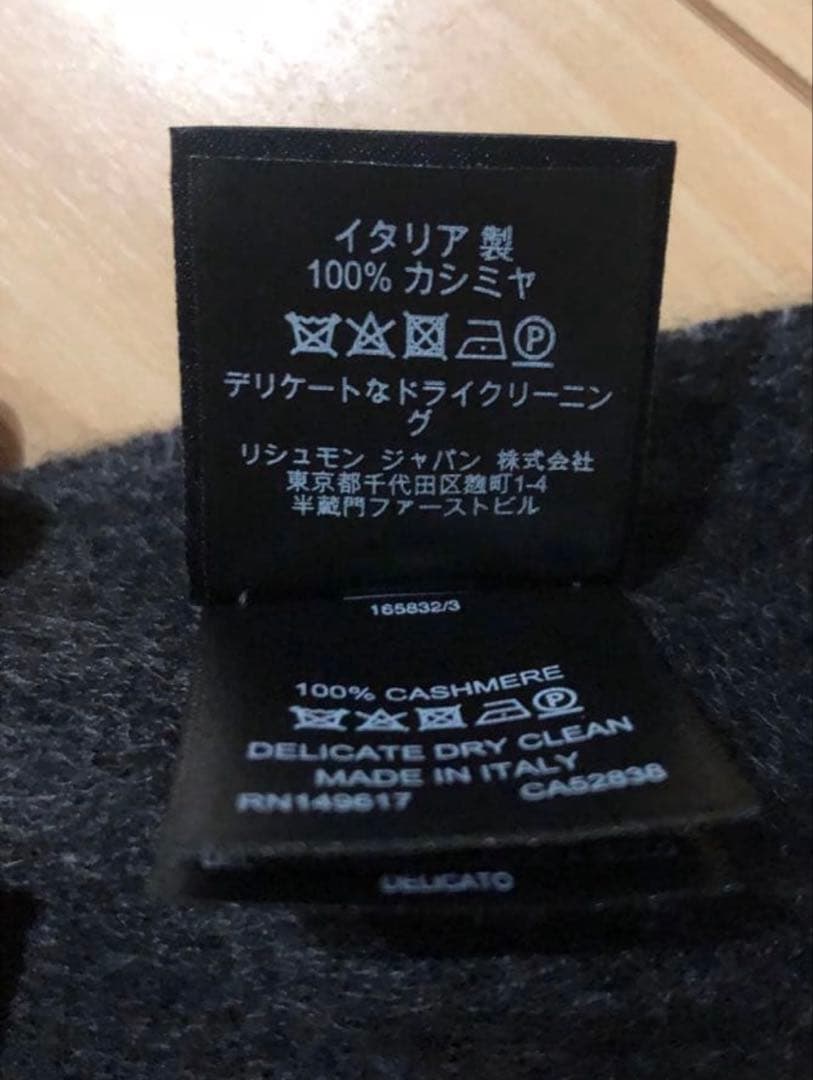 イタリア 製
100% カシミヤ
P
デリケートなドライクリーニン
グ
リシュモン ジャパン 株式会社
東京都千代田区麹町1-4
半蔵門ファーストビル
165832/3
100% CASHMERE
P
DELICATE DRY CLEAN
MADE IN ITALY
RN149617 CA52838
DELICATO